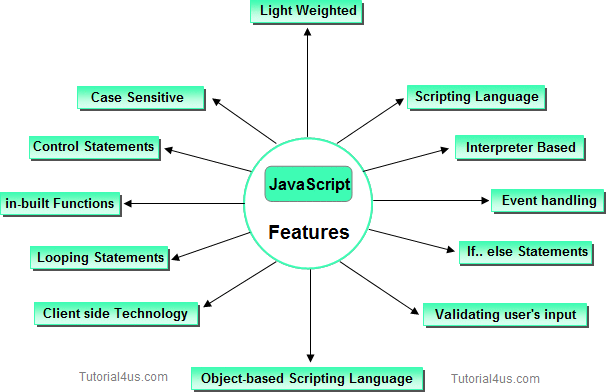 Light Weighted
Case Sensitive
Scripting Language
Control Statements
Interpreter Based
JavaScript
Features
in-built Functions
Event handling
Looping Statements
If.. else Statements
Client side Technology
Validating user's input
Object-based Scripting Language
Tutorial4us.com
Tutorial4us.com